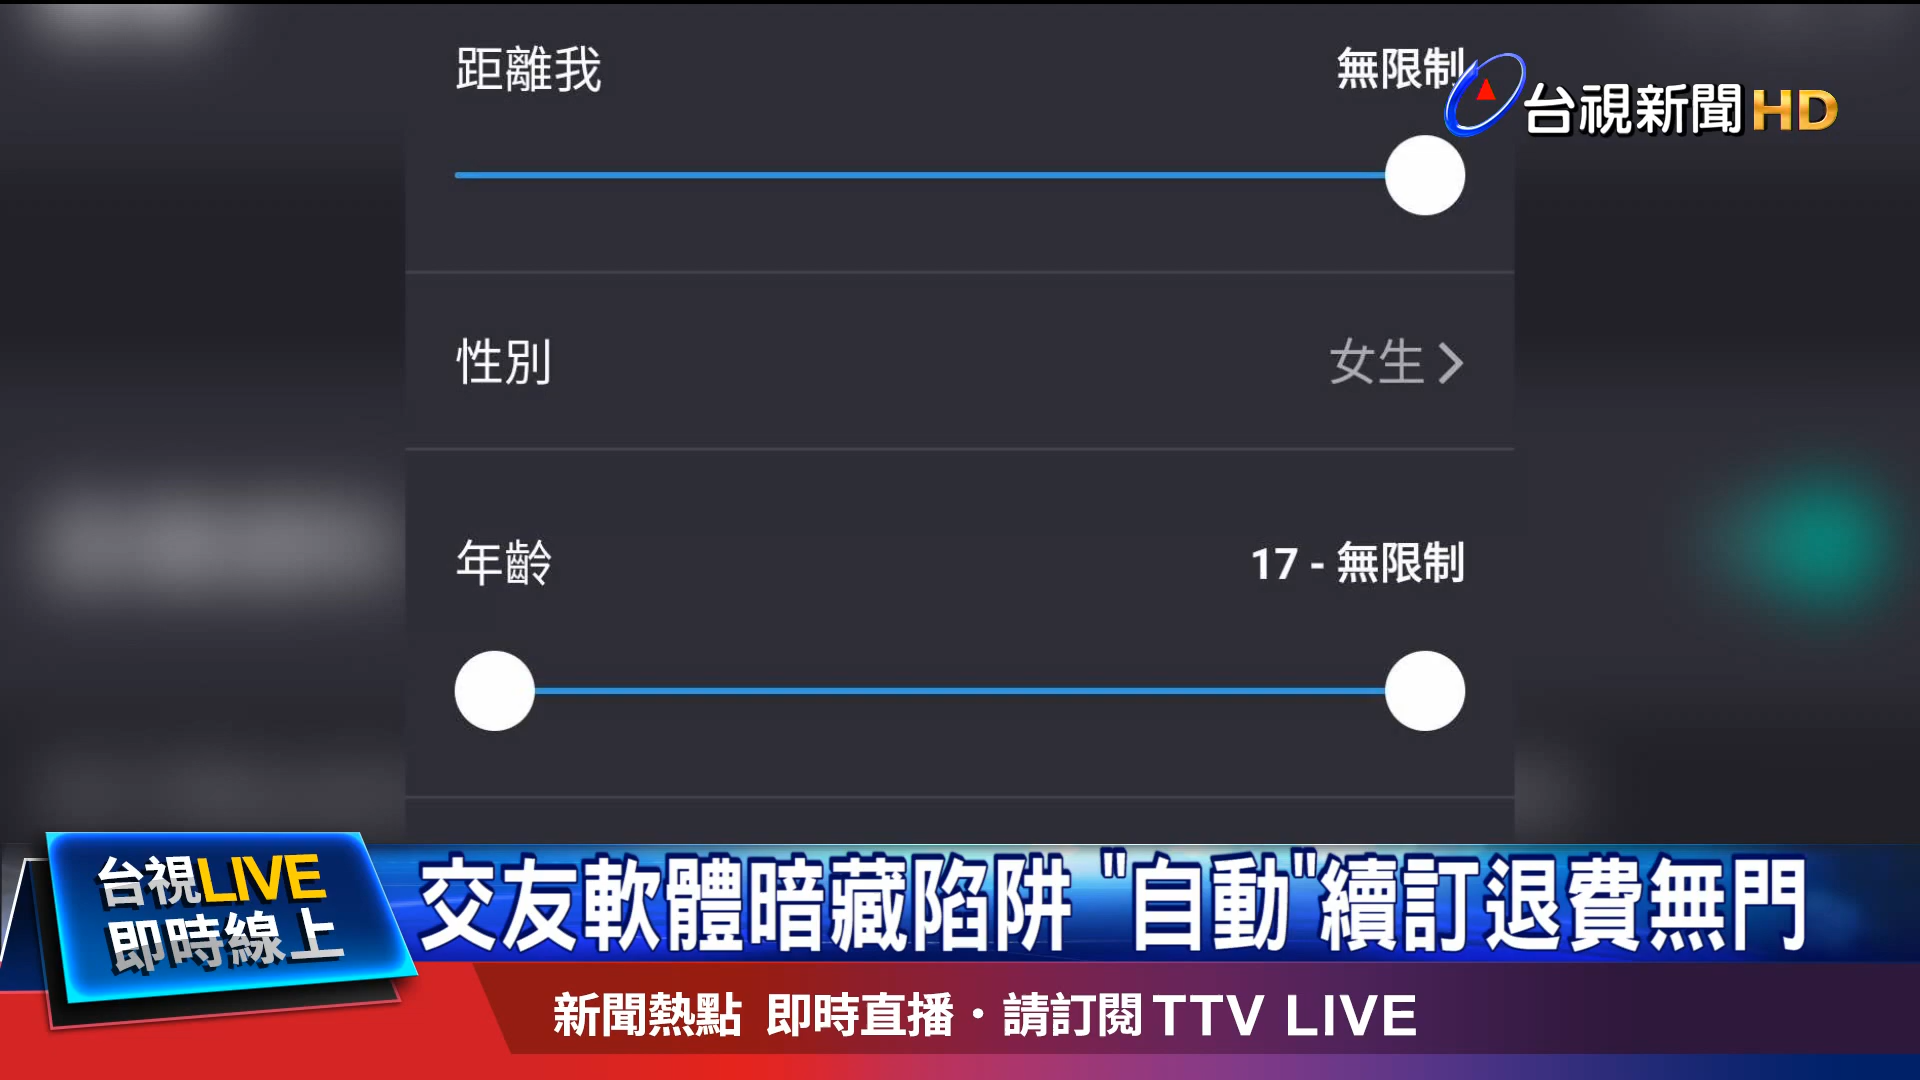 距離我
無限制
台視新聞HD
性別
女生
年齡
17 - 無限制
台視LIVE
即時線上
交友軟體暗藏陷阱 "自動"續訂退費無門
新聞熱點 即時直播・請訂閱TTV LIVE